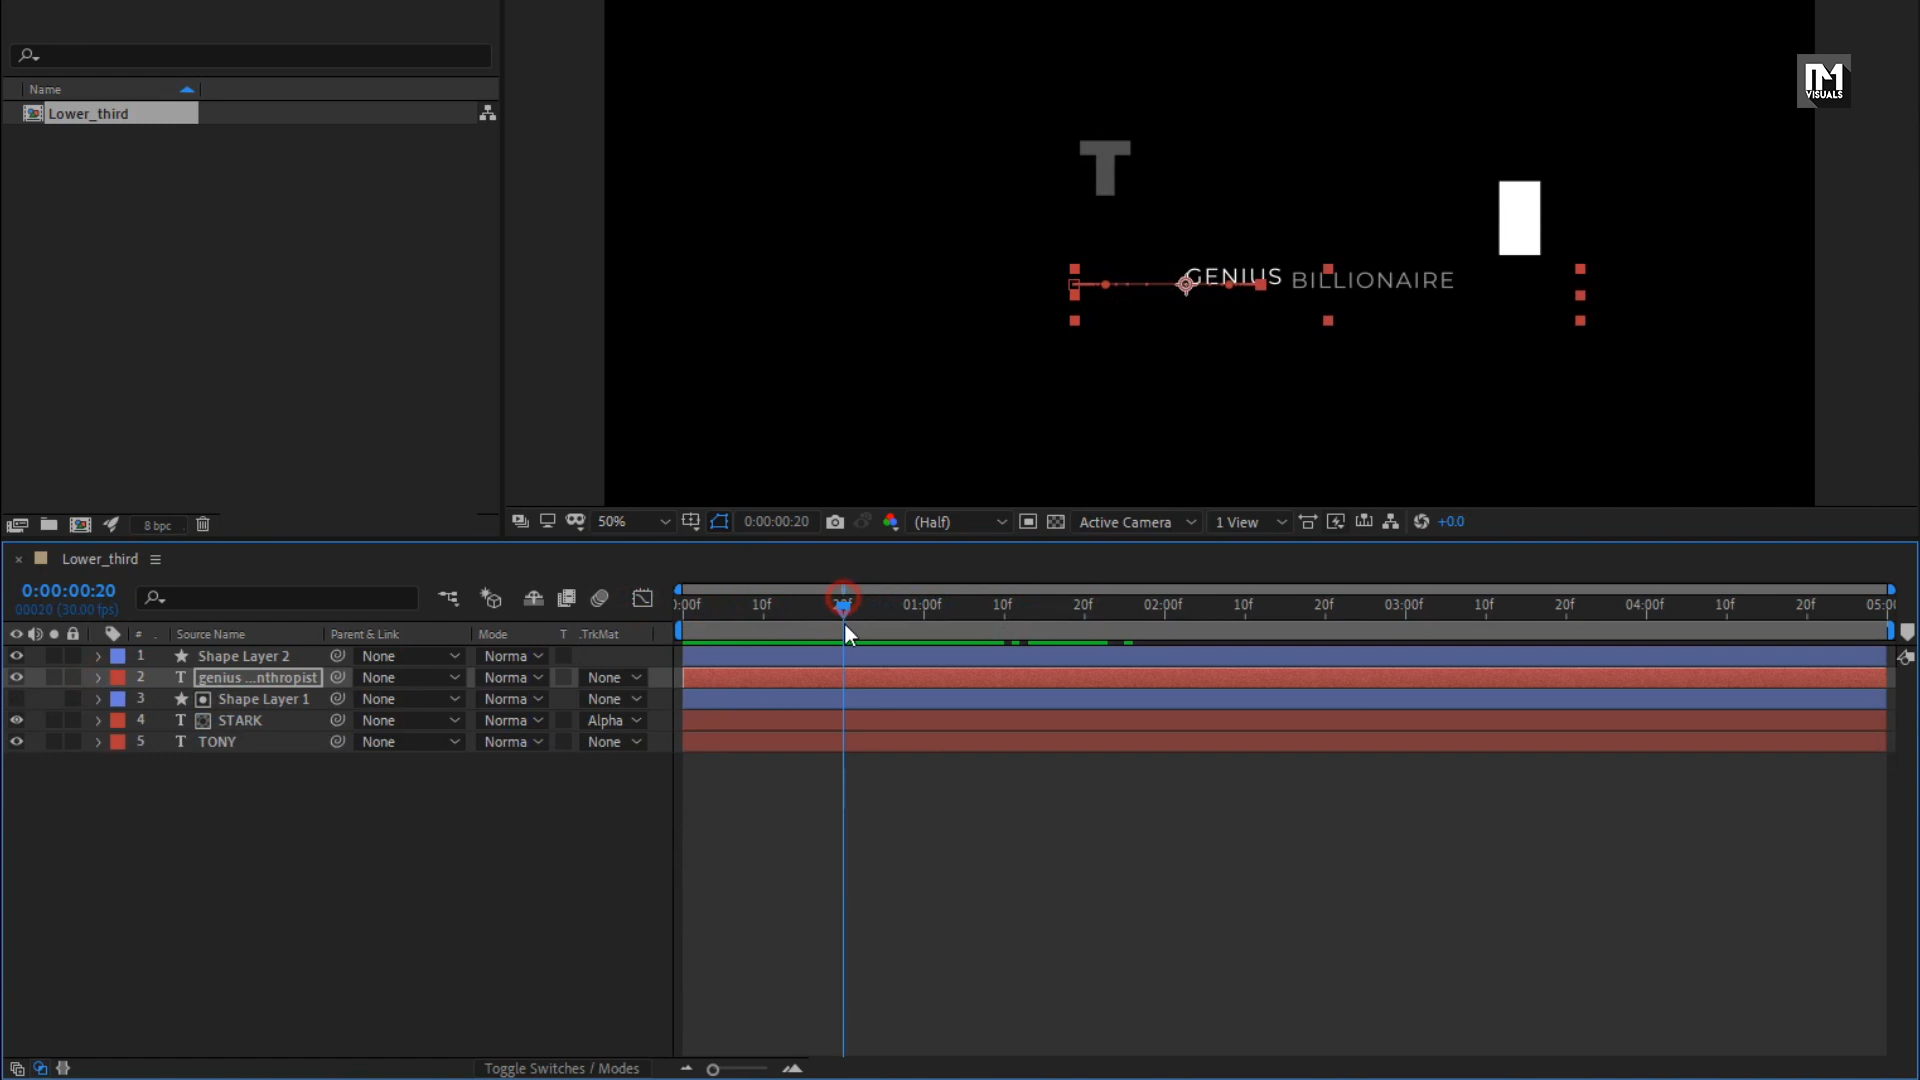 Name
Lower_third
T
GENIUS BILLIONAIRE
VISUALS
8 bpc
50%
0:00:00:20
(Half)
Active Camera
1 View
+0.0
Lower_third
0:00:00:20
00020 (30.00 fps)
:00f 10f 20f 01:00f 10f 20f 02:00f 10f 20f 03:00f 10f 20f 04:00f 10f 20f 05:00
# Source Name Parent & Link Mode T .TrkMat
1 Shape Layer 2 None Norma
2 T genius ...nthropist None Norma None
3 Shape Layer 1 None Norma None
4 T STARK None Norma Alpha
5 T TONY None Norma None
Toggle Switches / Modes